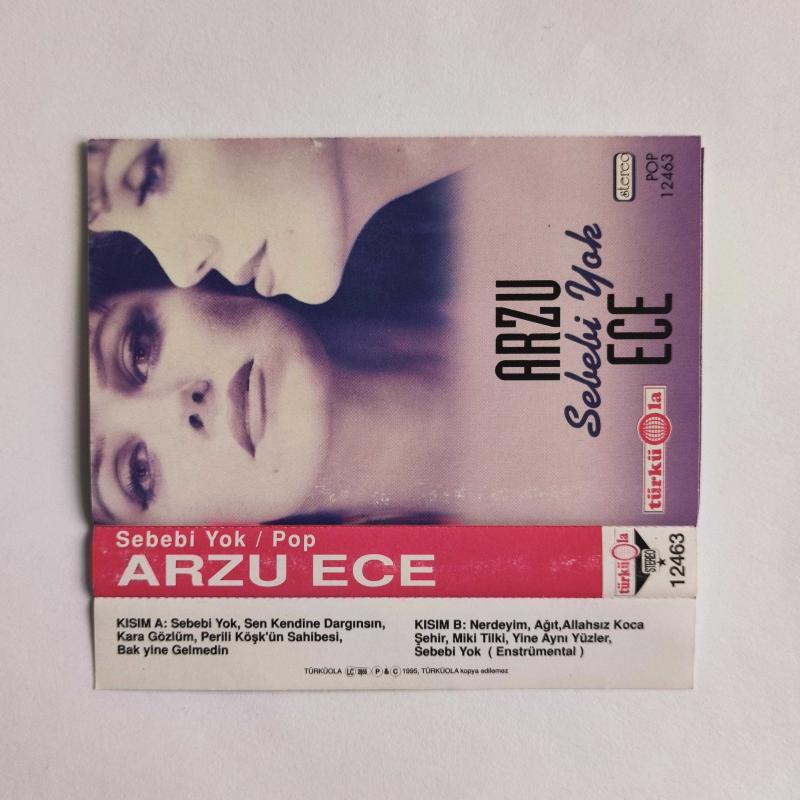 stereo
POP
12463
ARZU
Sebebi Yok
ECE
türküola
Sebebi Yok / Pop
ARZU ECE
türküola
STEREO
12463
KISIM A: Sebebi Yok, Sen Kendine Dargınsın,
Kara Gözlüm, Perili Köşk'ün Sahibesi,
Bak yine Gelmedin
KISIM B: Nerdeyim, Ağıt,Allahsız Koca
Şehir, Miki Tilki, Yine Aynı Yüzler,
Sebebi Yok ( Enstrümental )
TÜRKÜOLA LC P & C 1995, TÜRKÜOLA kopya edilemez